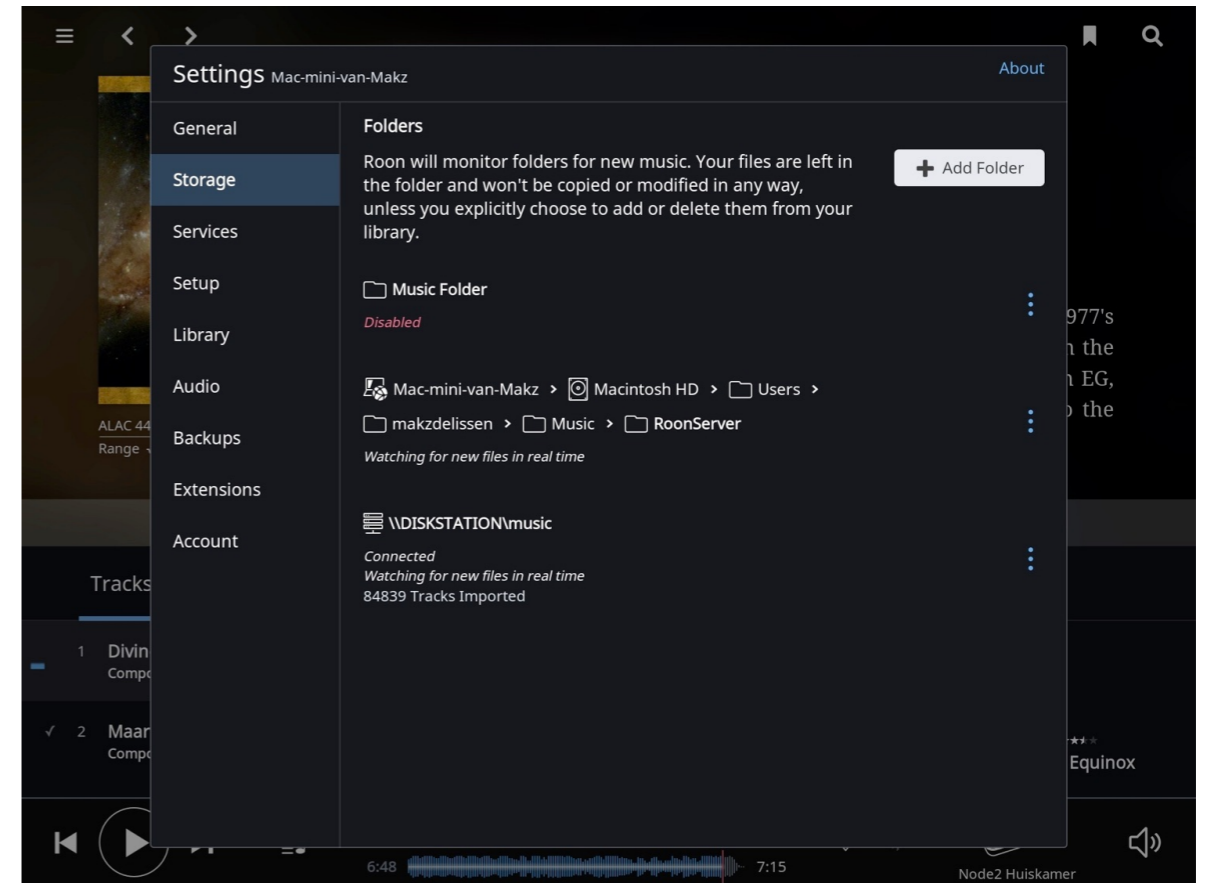 Settings Mac-mini-van-Makz
About
General
Storage
Services
Setup
Library
Audio
Backups
Extensions
Account
Folders
Roon will monitor folders for new music. Your files are left in
the folder and won't be copied or modified in any way,
unless you explicitly choose to add or delete them from your
library.
Add Folder
Music Folder
Disabled
Mac-mini-van-Makz > Macintosh HD > Users >
makzdelissen > Music > RoonServer
Watching for new files in real time
\\DISKSTATION\music
Connected
Watching for new files in real time
84839 Tracks Imported
977's
the
EG,
the
ALAC 44
Range
Tracks
1 Divin
Compo
2 Maar
Compo
Equinox
6:48
7:15
Node2 Huiskamer